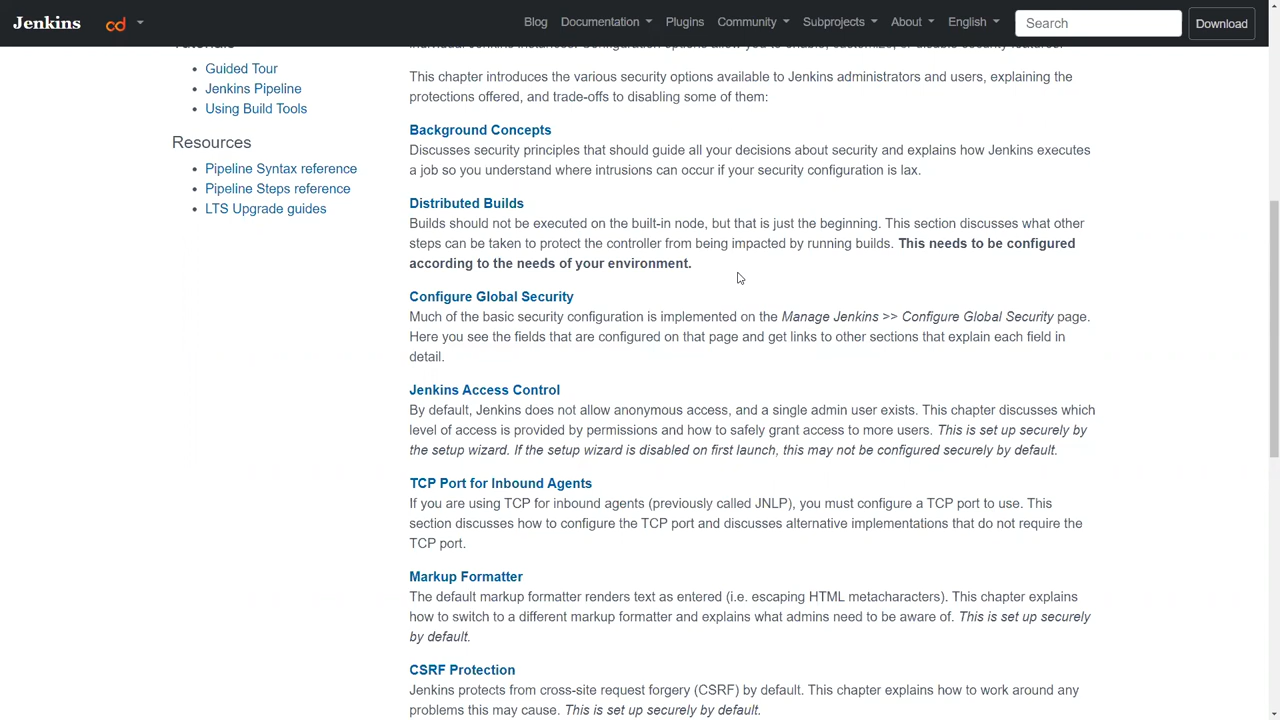 Jenkins
cd
Blog
Documentation
Plugins
Community
Subprojects
About
English
Search
Download
Tutorials
Guided Tour
Jenkins Pipeline
Using Build Tools
Resources
Pipeline Syntax reference
Pipeline Steps reference
LTS Upgrade guides
individual Jenkins instances. Configuration options allow you to enable, customize, or disable security features.
This chapter introduces the various security options available to Jenkins administrators and users, explaining the
protections offered, and trade-offs to disabling some of them:
Background Concepts
Discusses security principles that should guide all your decisions about security and explains how Jenkins executes
a job so you understand where intrusions can occur if your security configuration is lax.
Distributed Builds
Builds should not be executed on the built-in node, but that is just the beginning. This section discusses what other
steps can be taken to protect the controller from being impacted by running builds. This needs to be configured
according to the needs of your environment.
Configure Global Security
Much of the basic security configuration is implemented on the Manage Jenkins >> Configure Global Security page.
Here you see the fields that are configured on that page and get links to other sections that explain each field in
detail.
Jenkins Access Control
By default, Jenkins does not allow anonymous access, and a single admin user exists. This chapter discusses which
level of access is provided by permissions and how to safely grant access to more users. This is set up securely by
the setup wizard. If the setup wizard is disabled on first launch, this may not be configured securely by default.
TCP Port for Inbound Agents
If you are using TCP for inbound agents (previously called JNLP), you must configure a TCP port to use. This
section discusses how to configure the TCP port and discusses alternative implementations that do not require the
TCP port.
Markup Formatter
The default markup formatter renders text as entered (i.e. escaping HTML metacharacters). This chapter explains
how to switch to a different markup formatter and explains what admins need to be aware of. This is set up securely
by default.
CSRF Protection
Jenkins protects from cross-site request forgery (CSRF) by default. This chapter explains how to work around any
problems this may cause. This is set up securely by default.